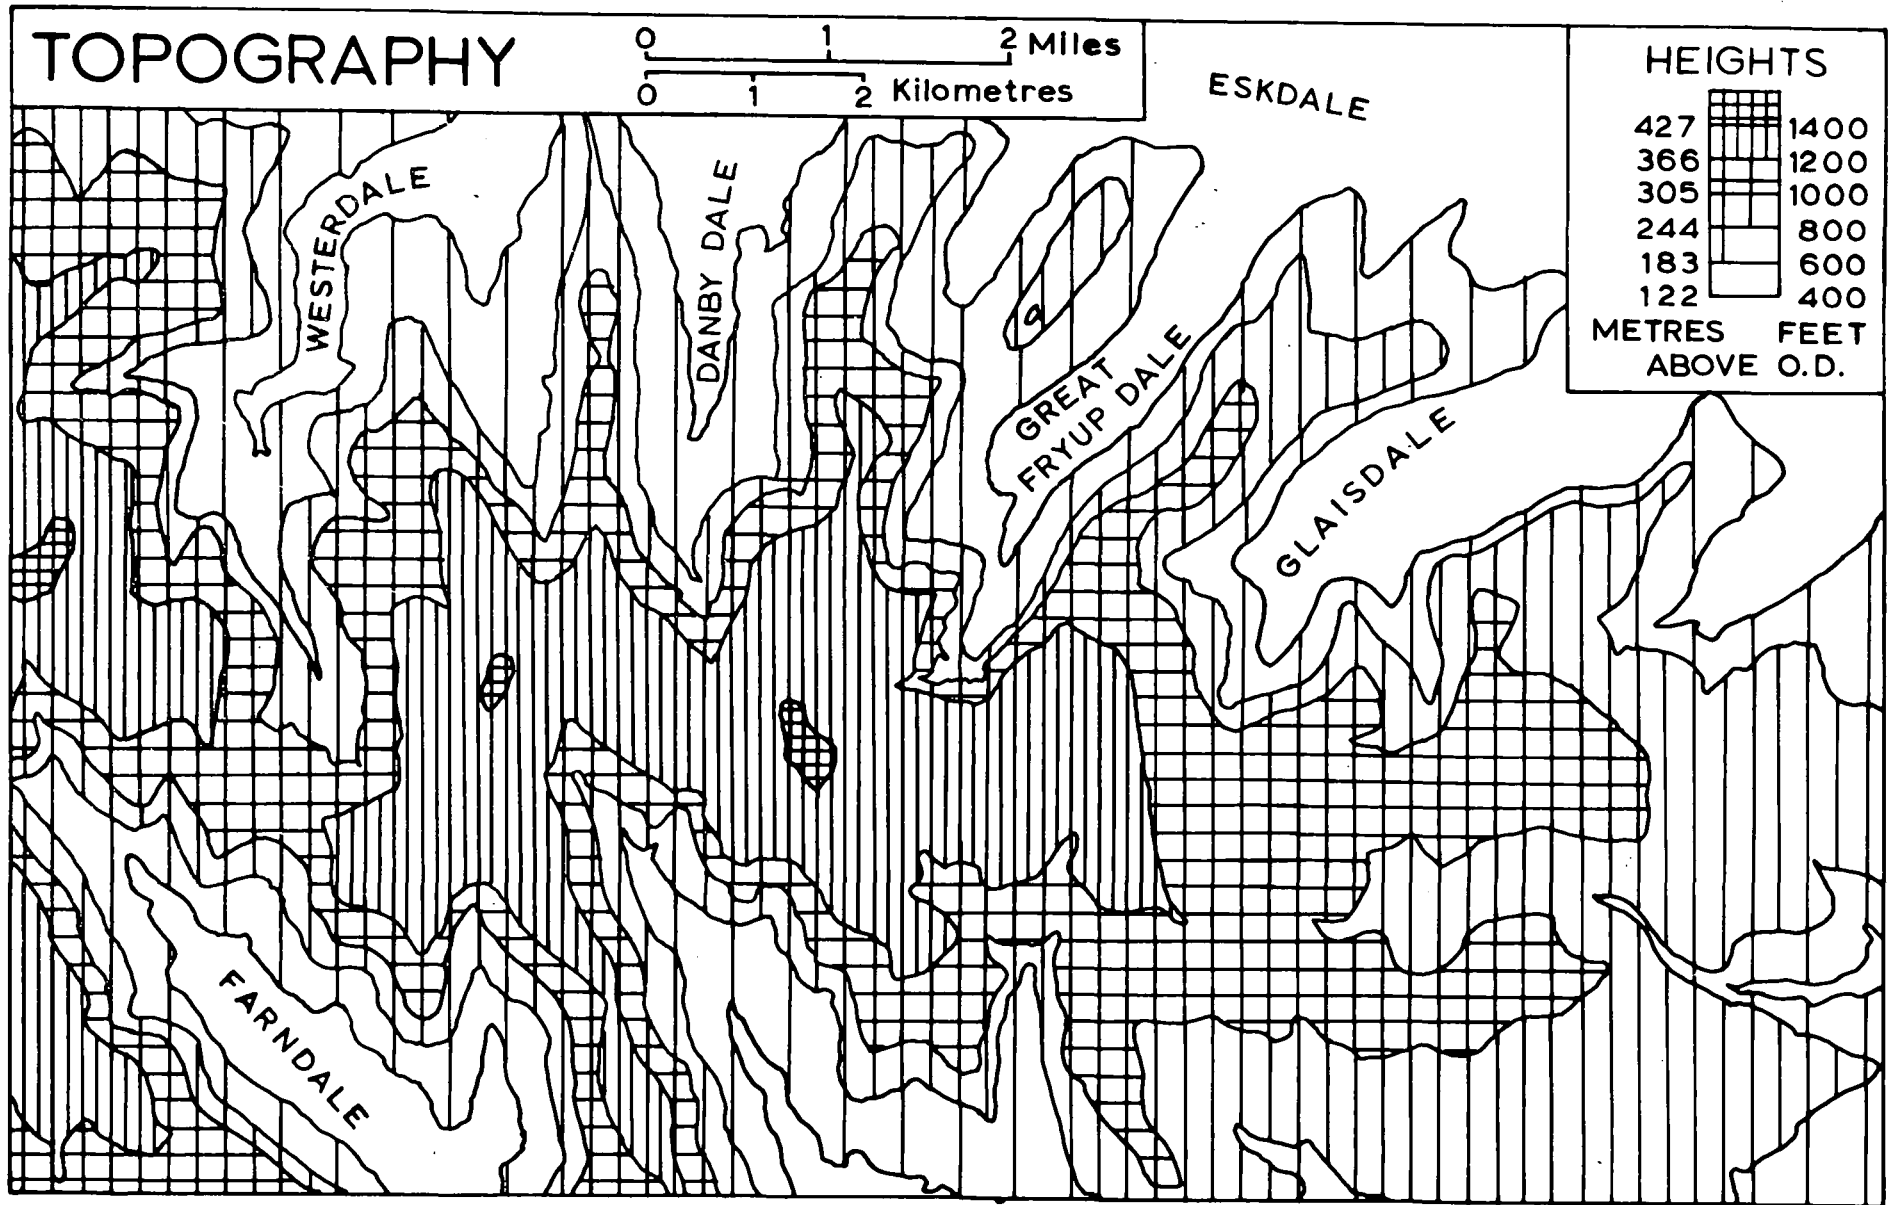 TOPOGRAPHY
0 1 2 Miles
0 1 2 Kilometres
ESKDALE
HEIGHTS
427 1400
366 1200
305 1000
244 800
183 600
122 400
METRES FEET
ABOVE O.D.
WESTERDALE
DANBY DALE
GREAT
FRYUP DALE
GLAISDALE
FARNDALE